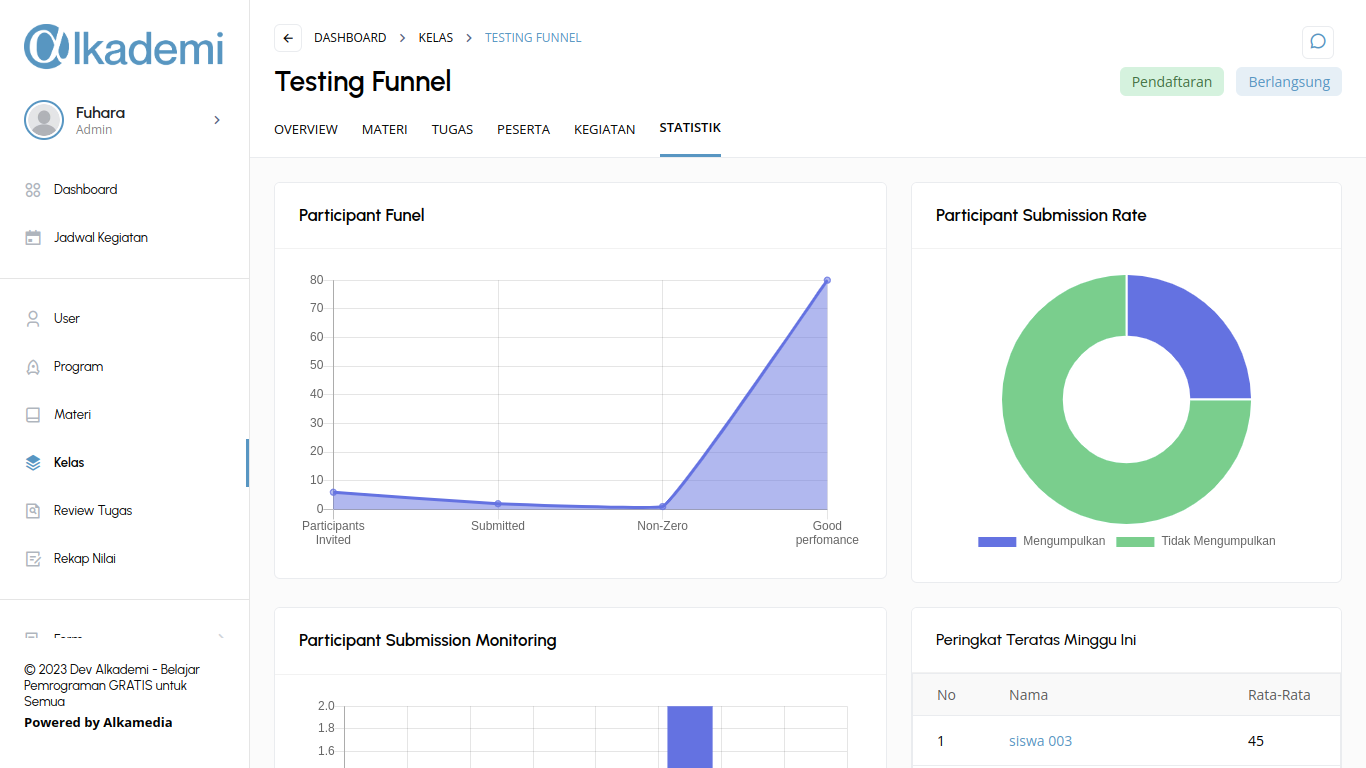 Alkademi
Fuhara
Admin
Dashboard
Jadwal Kegiatan
User
Program
Materi
Kelas
Review Tugas
Rekap Nilai
Form
© 2023 Dev Alkademi - Belajar
Pemrograman GRATIS untuk
Semua
Powered by Alkamedia
DASHBOARD > KELAS > TESTING FUNNEL
Testing Funnel
Pendaftaran
Berlangsung
OVERVIEW MATERI TUGAS PESERTA KEGIATAN STATISTIK
Participant Funel
80
70
60
50
40
30
20
10
0
Participants Invited
Submitted
Non-Zero
Good perfomance
Participant Submission Rate
Mengumpulkan
Tidak Mengumpulkan
Participant Submission Monitoring
2.0
1.8
1.6
Peringkat Teratas Minggu Ini
No Nama Rata-Rata
1 siswa 003 45